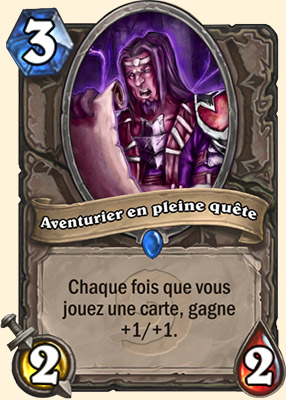 3
Aventurier en pleine quête
Chaque fois que vous
jouez une carte, gagne
+1/+1.
2
2